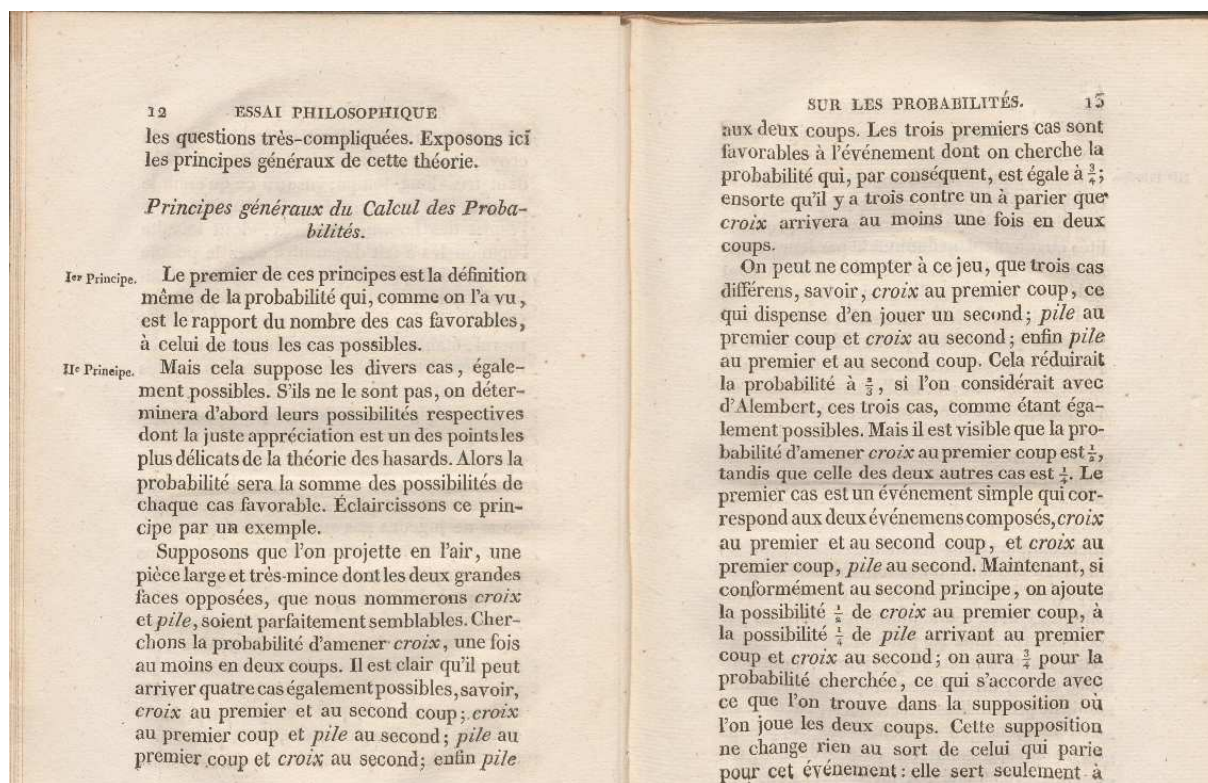 12 ESSAI PHILOSOPHIQUE
les questions très-compliquées. Exposons ici
les principes généraux de cette théorie.
Principes généraux du Calcul des Proba-
bilités.
Ier Principe. Le premier de ces principes est la définition
même de la probabilité qui, comme on l'a vu,
est le rapport du nombre des cas favorables,
à celui de tous les cas possibles.
IIe Principe. Mais cela suppose les divers cas, égale-
ment possibles. S'ils ne le sont pas, on déter-
minera d'abord leurs possibilités respectives
dont la juste appréciation est un des points les
plus délicats de la théorie des hasards. Alors la
probabilité sera la somme des possibilités de
chaque cas favorable. Éclaircissons ce prin-
cipe par un exemple.
Supposons que l'on projette en l'air, une
pièce large et très-mince dont les deux grandes
faces opposées, que nous nommerons croix
et pile, soient parfaitement semblables. Cher-
chons la probabilité d'amener croix, une fois
au moins en deux coups. Il est clair qu'il peut
arriver quatre cas également possibles, savoir,
croix au premier et au second coup; croix
au premier coup et pile au second; pile au
premier coup et croix au second; enfin pile
SUR LES PROBABILITÉS. 13
aux deux coups. Les trois premiers cas sont
favorables à l'événement dont on cherche la
probabilité qui, par conséquent, est égale à 3/4;
ensorte qu'il y a trois contre un à parier que
croix arrivera au moins une fois en deux
coups.
On peut ne compter à ce jeu, que trois cas
différens, savoir, croix au premier coup, ce
qui dispense d'en jouer un second; pile au
premier coup et croix au second; enfin pile
au premier et au second coup. Cela réduirait
la probabilité à 2/3, si l'on considérait avec
d'Alembert, ces trois cas, comme étant éga-
lement possibles. Mais il est visible que la pro-
babilité d'amener croix au premier coup est 1/2,
tandis que celle des deux autres cas est 1/4. Le
premier cas est un événement simple qui cor-
respond aux deux événemens composés, croix
au premier et au second coup, et croix au
premier coup, pile au second. Maintenant, si
conformément au second principe, on ajoute
la possibilité 1/2 de croix au premier coup, à
la possibilité 1/4 de pile arrivant au premier
coup et croix au second; on aura 3/4 pour la
probabilité cherchée, ce qui s'accorde avec
ce que l'on trouve dans la supposition où
l'on joue les deux coups. Cette supposition
ne change rien au sort de celui qui parie
pour cet événement: elle sert seulement à